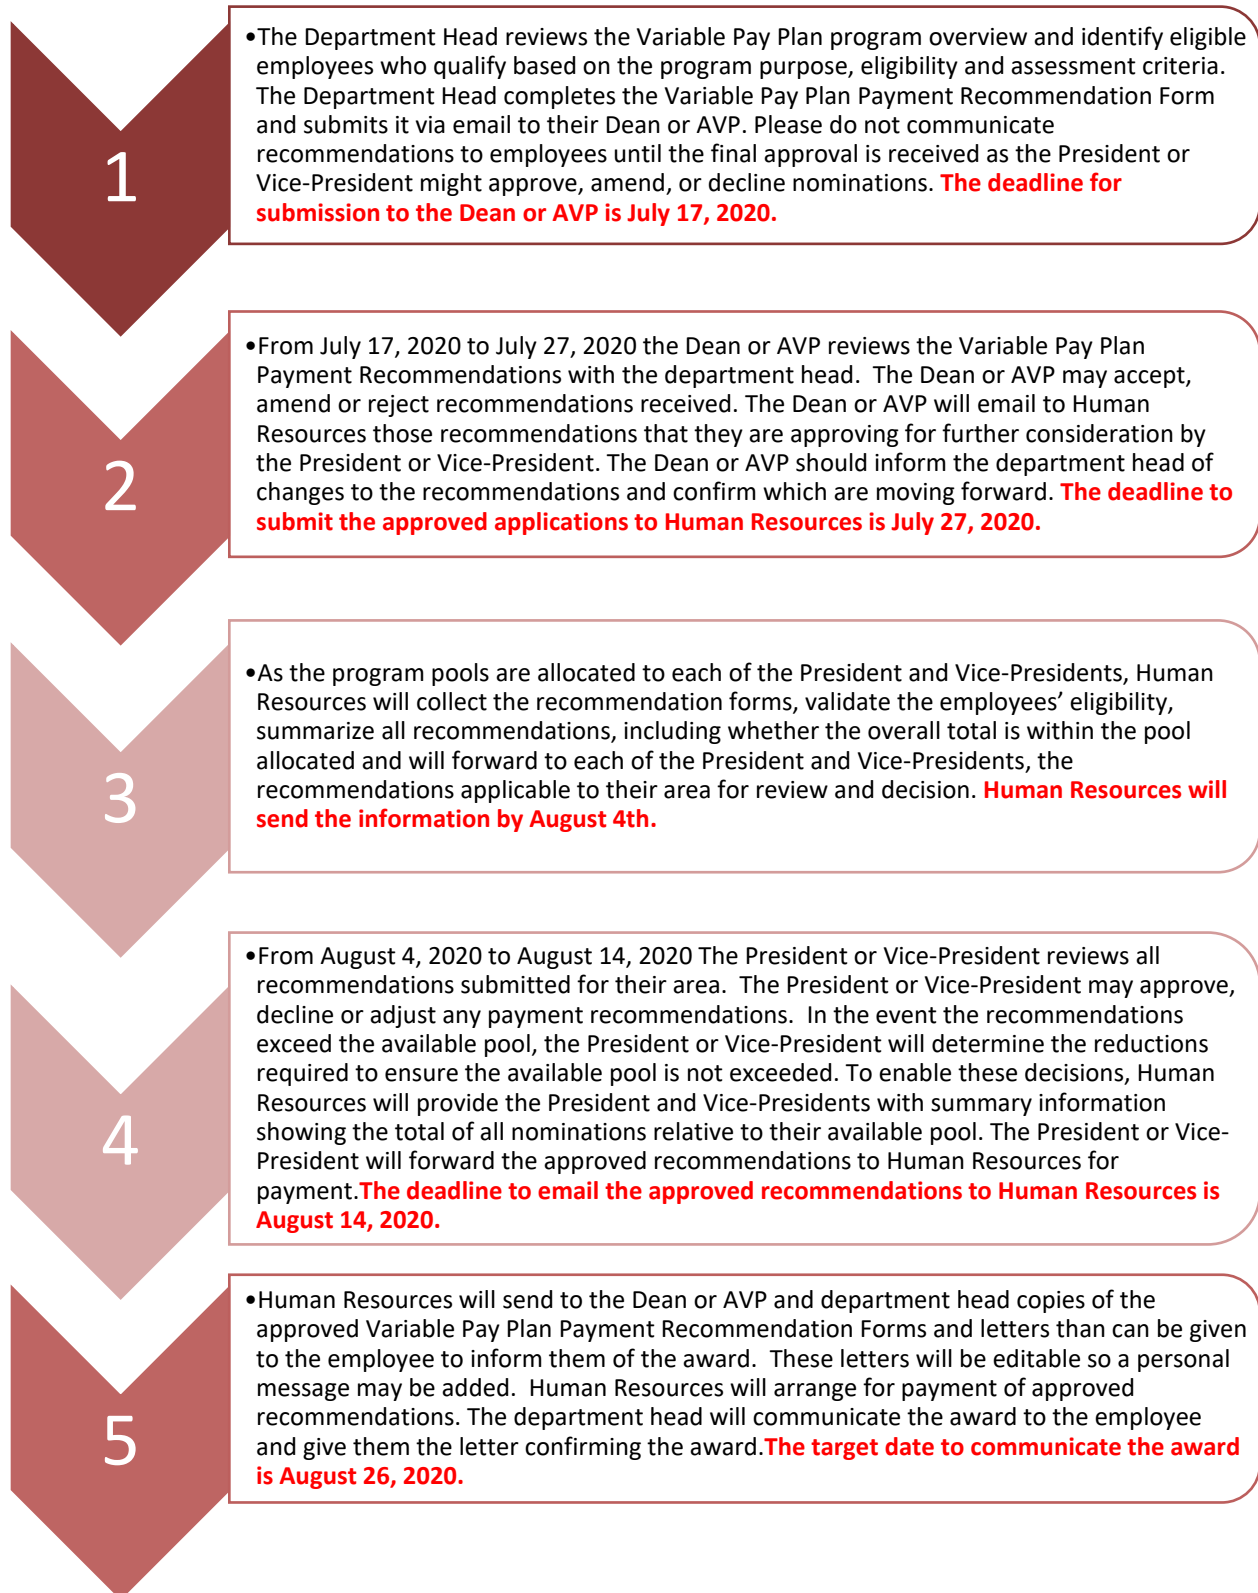 1
•The Department Head reviews the Variable Pay Plan program overview and identify eligible
employees who qualify based on the program purpose, eligibility and assessment criteria.
The Department Head completes the Variable Pay Plan Payment Recommendation Form
and submits it via email to their Dean or AVP. Please do not communicate
recommendations to employees until the final approval is received as the President or
Vice-President might approve, amend, or decline nominations. The deadline for
submission to the Dean or AVP is July 17, 2020.
2
•From July 17, 2020 to July 27, 2020 the Dean or AVP reviews the Variable Pay Plan
Payment Recommendations with the department head.  The Dean or AVP may accept,
amend or reject recommendations received. The Dean or AVP will email to Human
Resources those recommendations that they are approving for further consideration by
the President or Vice-President. The Dean or AVP should inform the department head of
changes to the recommendations and confirm which are moving forward. The deadline to
submit the approved applications to Human Resources is July 27, 2020.
3
•As the program pools are allocated to each of the President and Vice-Presidents, Human
Resources will collect the recommendation forms, validate the employees’ eligibility,
summarize all recommendations, including whether the overall total is within the pool
allocated and will forward to each of the President and Vice-Presidents, the
recommendations applicable to their area for review and decision. Human Resources will
send the information by August 4th.
4
•From August 4, 2020 to August 14, 2020 The President or Vice-President reviews all
recommendations submitted for their area.  The President or Vice-President may approve,
decline or adjust any payment recommendations.  In the event the recommendations
exceed the available pool, the President or Vice-President will determine the reductions
required to ensure the available pool is not exceeded. To enable these decisions, Human
Resources will provide the President and Vice-Presidents with summary information
showing the total of all nominations relative to their available pool. The President or Vice-
President will forward the approved recommendations to Human Resources for
payment.The deadline to email the approved recommendations to Human Resources is
August 14, 2020.
5
•Human Resources will send to the Dean or AVP and department head copies of the
approved Variable Pay Plan Payment Recommendation Forms and letters than can be given
to the employee to inform them of the award.  These letters will be editable so a personal
message may be added.  Human Resources will arrange for payment of approved
recommendations. The department head will communicate the award to the employee
and give them the letter confirming the award.The target date to communicate the award
is August 26, 2020.